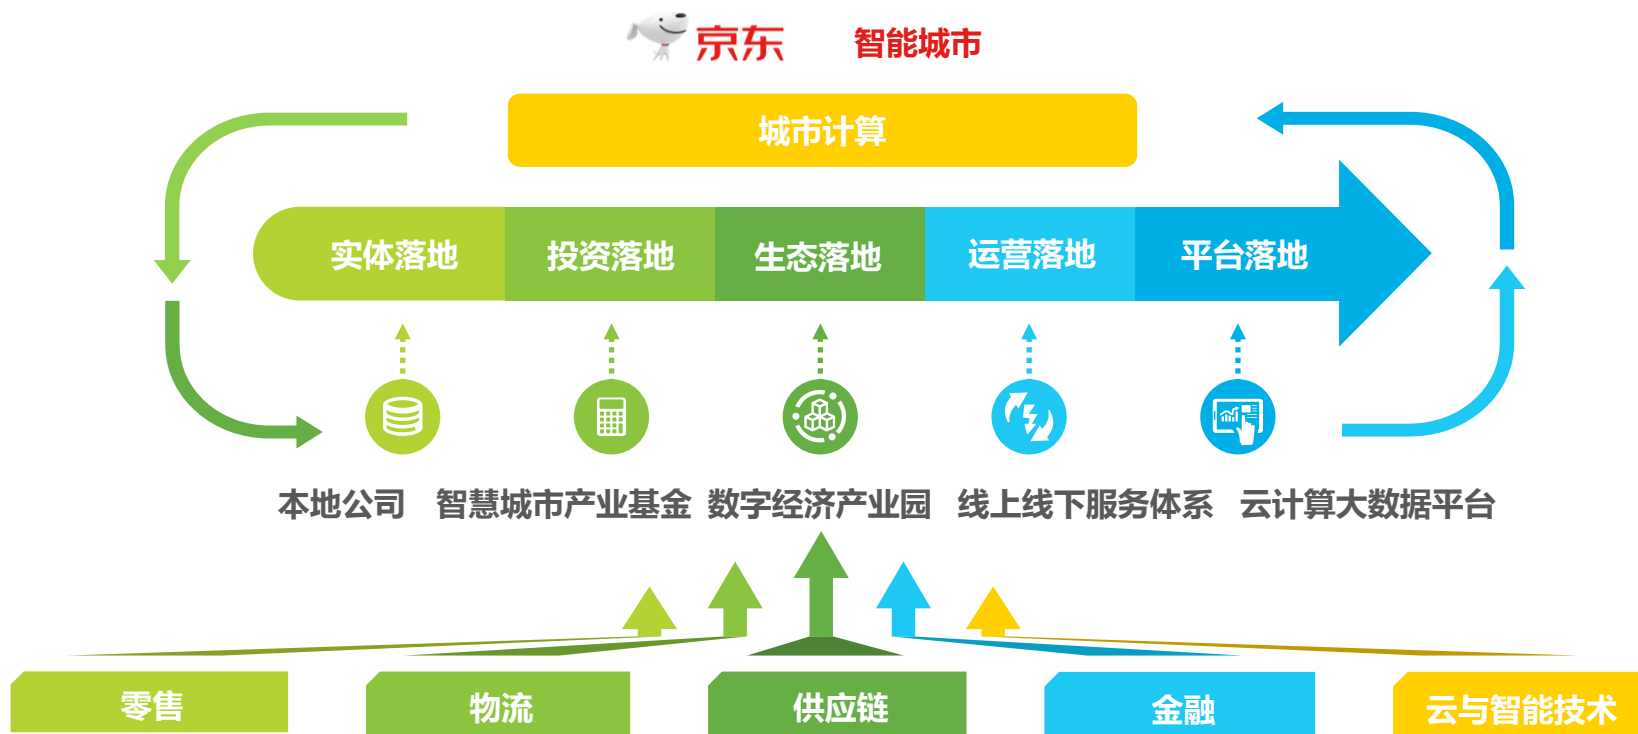 京东 智能城市
城市计算
实体落地 投资落地 生态落地 运营落地 平台落地
本地公司 智慧城市产业基金 数字经济产业园 线上线下服务体系 云计算大数据平台
零售 物流 供应链 金融 云与智能技术